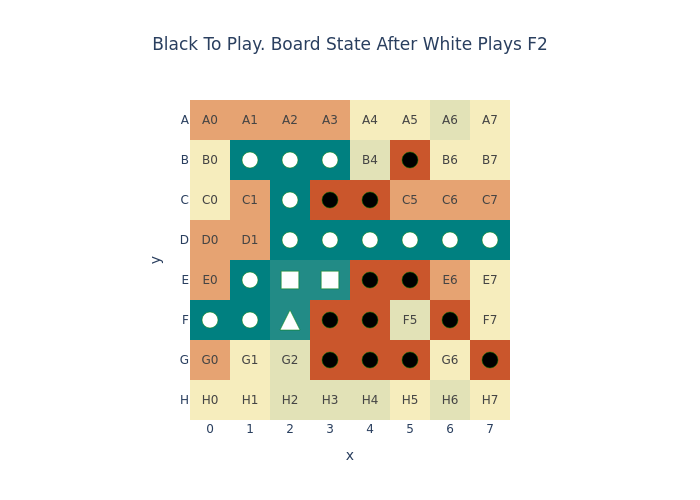 Black To Play. Board State After White Plays F2
A A0 A1 A2 A3 A4 A5 A6 A7
B B0 B4 B6 B7
C C0 C1 C5 C6 C7
D D0 D1
E E0 E6 E7
F F5 F7
G G0 G1 G2 G6
H H0 H1 H2 H3 H4 H5 H6 H7
0 1 2 3 4 5 6 7
x
y